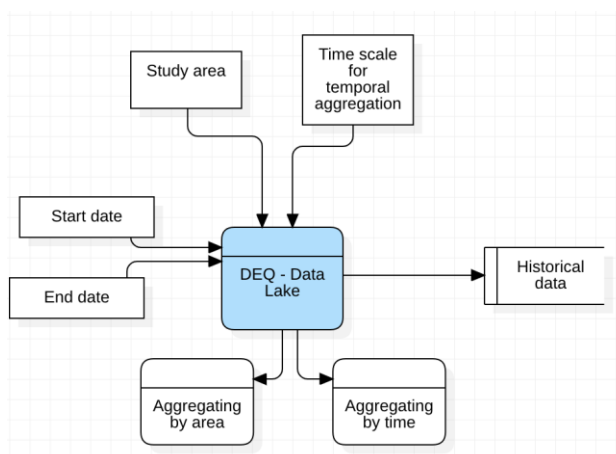 Study area
Time scale
for
temporal
aggregation
Start date
End date
DEQ - Data
Lake
Historical
data
Aggregating
by area
Aggregating
by time